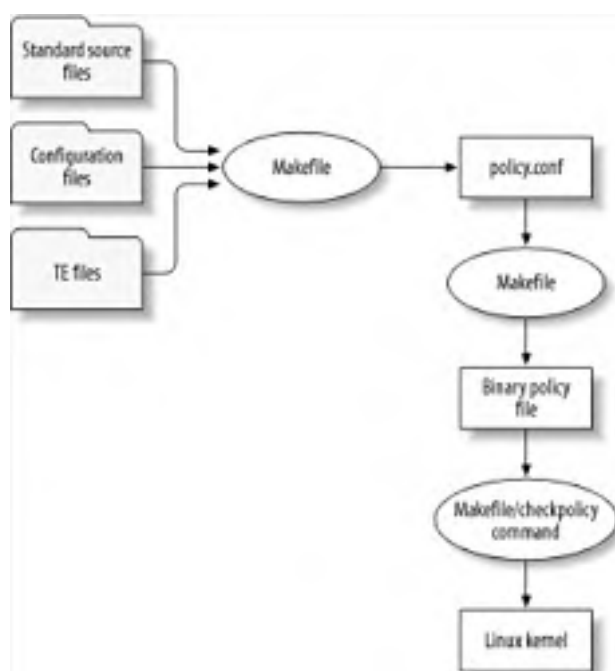 Standard source
files
Configuration
files
TE files
Makefile
policy.conf
Makefile
Binary policy
file
Makefile/checkpolicy
command
Linux kernel